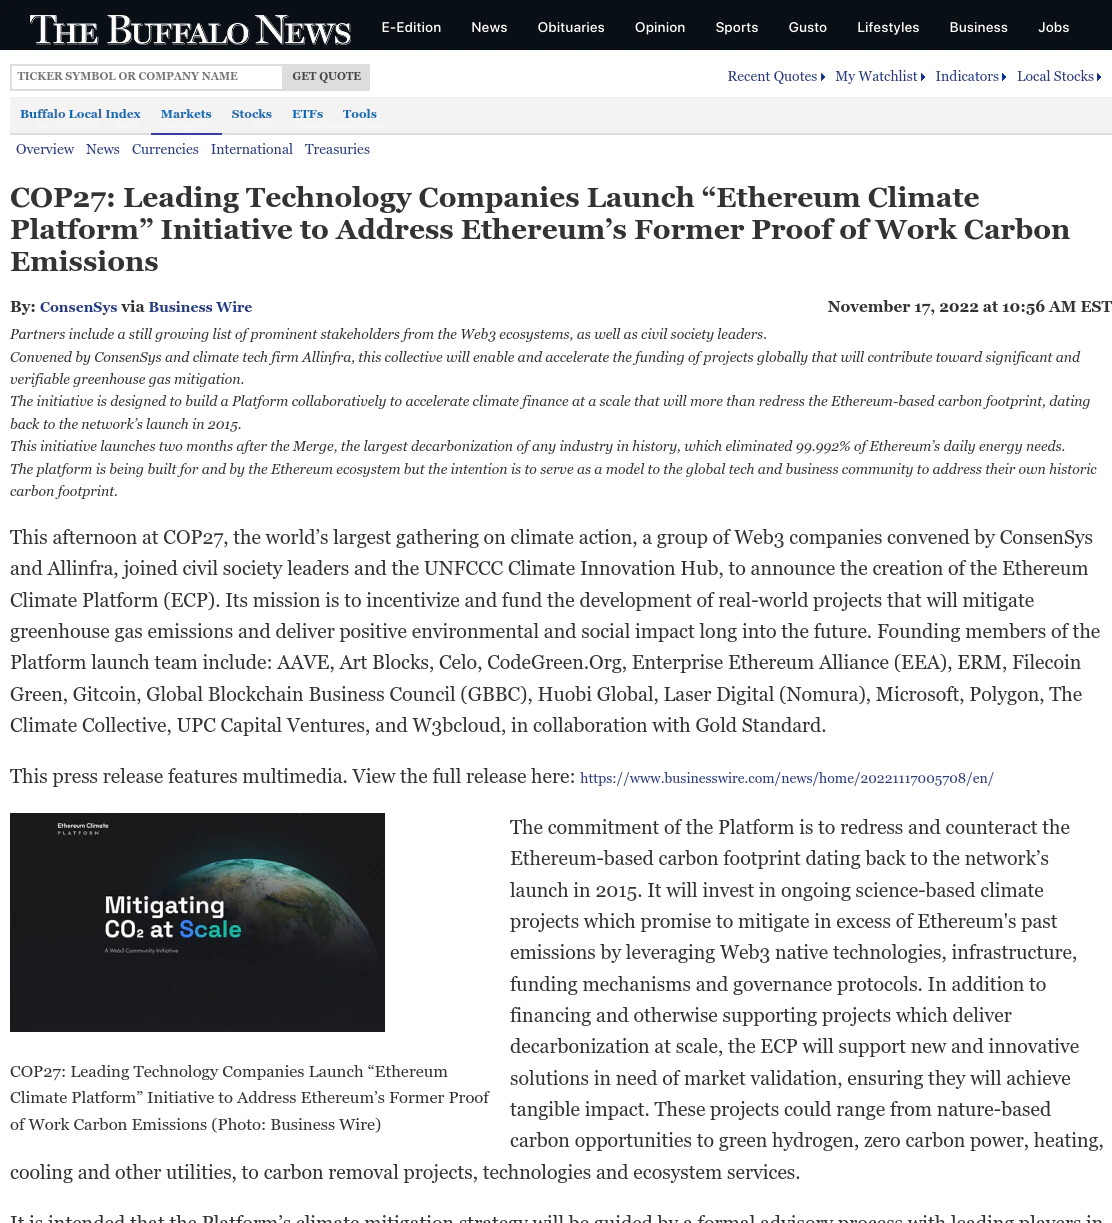 THE BUFFALO NEWS
E-Edition News Obituaries Opinion Sports Gusto Lifestyles Business Jobs
TICKER SYMBOL OR COMPANY NAME GET QUOTE
Recent Quotes My Watchlist Indicators Local Stocks
Buffalo Local Index Markets Stocks ETFs Tools
Overview News Currencies International Treasuries
COP27: Leading Technology Companies Launch “Ethereum Climate
Platform” Initiative to Address Ethereum’s Former Proof of Work Carbon
Emissions
By: ConsenSys via Business Wire
November 17, 2022 at 10:56 AM EST
Partners include a still growing list of prominent stakeholders from the Web3 ecosystems, as well as civil society leaders.
Convened by ConsenSys and climate tech firm Allinfra, this collective will enable and accelerate the funding of projects globally that will contribute toward significant and
verifiable greenhouse gas mitigation.
The initiative is designed to build a Platform collaboratively to accelerate climate finance at a scale that will more than redress the Ethereum-based carbon footprint, dating
back to the network’s launch in 2015.
This initiative launches two months after the Merge, the largest decarbonization of any industry in history, which eliminated 99.992% of Ethereum’s daily energy needs.
The platform is being built for and by the Ethereum ecosystem but the intention is to serve as a model to the global tech and business community to address their own historic
carbon footprint.
This afternoon at COP27, the world’s largest gathering on climate action, a group of Web3 companies convened by ConsenSys
and Allinfra, joined civil society leaders and the UNFCCC Climate Innovation Hub, to announce the creation of the Ethereum
Climate Platform (ECP). Its mission is to incentivize and fund the development of real-world projects that will mitigate
greenhouse gas emissions and deliver positive environmental and social impact long into the future. Founding members of the
Platform launch team include: AAVE, Art Blocks, Celo, CodeGreen.Org, Enterprise Ethereum Alliance (EEA), ERM, Filecoin
Green, Gitcoin, Global Blockchain Business Council (GBBC), Huobi Global, Laser Digital (Nomura), Microsoft, Polygon, The
Climate Collective, UPC Capital Ventures, and W3bcloud, in collaboration with Gold Standard.
This press release features multimedia. View the full release here: https://www.businesswire.com/news/home/20221117005708/en/
Ethereum Climate
PLATFORM
Mitigating
CO₂ at Scale
A Web3 Community Initiative
COP27: Leading Technology Companies Launch “Ethereum
Climate Platform” Initiative to Address Ethereum’s Former Proof
of Work Carbon Emissions (Photo: Business Wire)
The commitment of the Platform is to redress and counteract the
Ethereum-based carbon footprint dating back to the network’s
launch in 2015. It will invest in ongoing science-based climate
projects which promise to mitigate in excess of Ethereum's past
emissions by leveraging Web3 native technologies, infrastructure,
funding mechanisms and governance protocols. In addition to
financing and otherwise supporting projects which deliver
decarbonization at scale, the ECP will support new and innovative
solutions in need of market validation, ensuring they will achieve
tangible impact. These projects could range from nature-based
carbon opportunities to green hydrogen, zero carbon power, heating,
cooling and other utilities, to carbon removal projects, technologies and ecosystem services.
It is intended that the Platform’s climate mitigation strategy will be guided by a formal advisory process with leading players in